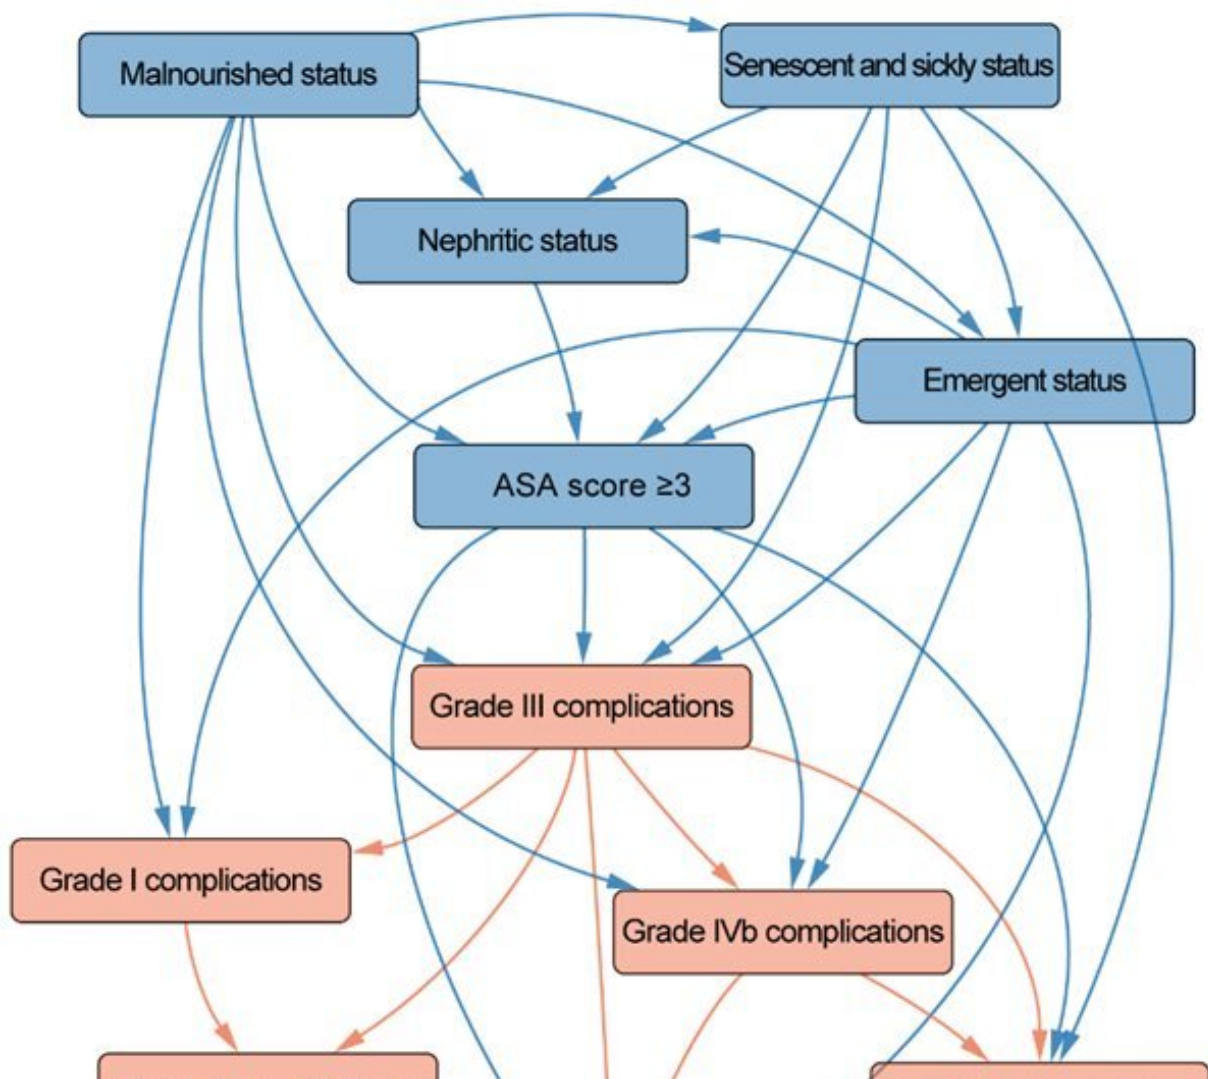 Malnourished status
Senescent and sickly status
Nephritic status
Emergent status
ASA score ≥3
Grade III complications
Grade I complications
Grade IVb complications